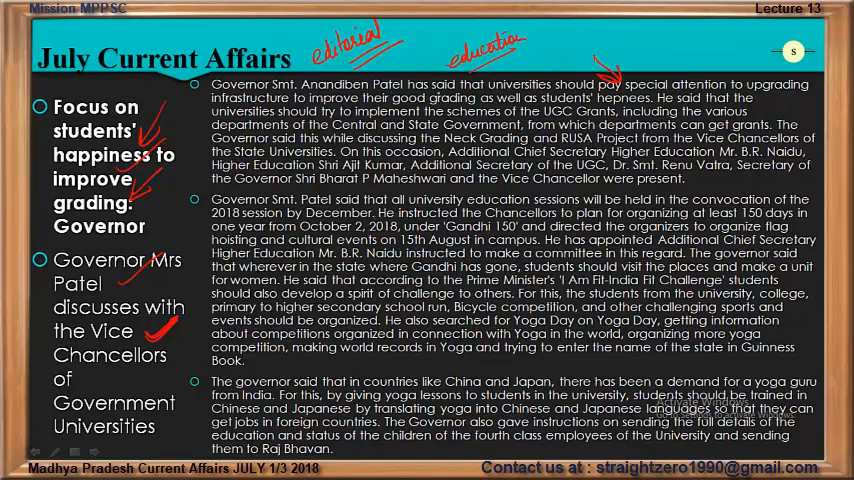 Mission MPPSC
Lecture 13
July Current Affairs
editorial
education
s
Focus on
students'
happiness to
improve
grading:
Governor
Governor Mrs
Patel
discusses with
the Vice
Chancellors
of
Government
Universities
Governor Smt. Anandiben Patel has said that universities should pay special attention to upgrading
infrastructure to improve their good grading as well as students' hepnees. He said that the
universities should try to implement the schemes of the UGC Grants, including the various
departments of the Central and State Government, from which departments can get grants. The
Governor said this while discussing the Neck Grading and RUSA Project from the Vice Chancellors of
the State Universities. On this occasion, Additional Chief Secretary Higher Education Mr. B.R. Naidu,
Higher Education Shri Ajit Kumar, Additional Secretary of the UGC, Dr. Smt. Renu Vatra, Secretary of
the Governor Shri Bharat P Maheshwari and the Vice Chancellor were present.
Governor Smt. Patel said that all university education sessions will be held in the convocation of the
2018 session by December. He instructed the Chancellors to plan for organizing at least 150 days in
one year from October 2, 2018, under 'Gandhi 150' and directed the organizers to organize flag
hoisting and cultural events on 15th August in campus. He has appointed Additional Chief Secretary
Higher Education Mr. B.R. Naidu instructed to make a committee in this regard. The governor said
that wherever in the state where Gandhi has gone, students should visit the places and make a unit
for women. He said that according to the Prime Minister's 'I Am Fit-India Fit Challenge' students
should also develop a spirit of challenge to others. For this, the students from the university, college,
primary to higher secondary school run, Bicycle competition, and other challenging sports and
events should be organized. He also searched for Yoga Day on Yoga Day, getting information
about competitions organized in connection with Yoga in the world, organizing more yoga
competition, making world records in Yoga and trying to enter the name of the state in Guinness
Book.
The governor said that in countries like China and Japan, there has been a demand for a yoga guru
from India. For this, by giving yoga lessons to students in the university, students should be trained in
Chinese and Japanese by translating yoga into Chinese and Japanese languages so that they can
get jobs in foreign countries. The Governor also gave instructions on sending the full details of the
education and status of the children of the fourth class employees of the University and sending
them to Raj Bhavan.
Activate Windows
Madhya Pradesh Current Affairs JULY 1/3 2018
Contact us at : straightzero1990@gmail.com